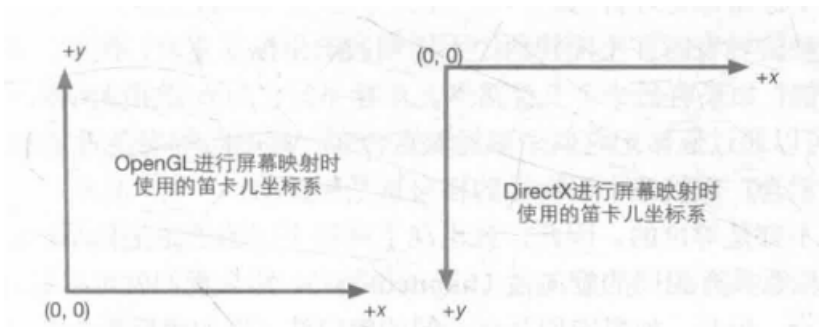 +y
OpenGL进行屏幕映射时
使用的笛卡儿坐标系
(0, 0)
+x
(0, 0)
+x
DirectX进行屏幕映射时
使用的笛卡儿坐标系
+y